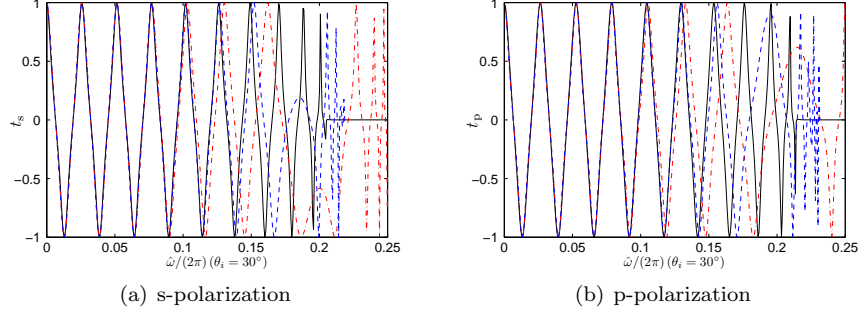 1
0.5
0
−0.5
−1
t_s
0 0.05 0.1 0.15 0.2 0.25
ω̂/(2π) (θ_i = 30°)
(a) s-polarization
1
0.5
0
−0.5
−1
t_p
0 0.05 0.1 0.15 0.2 0.25
ω̂/(2π) (θ_i = 30°)
(b) p-polarization